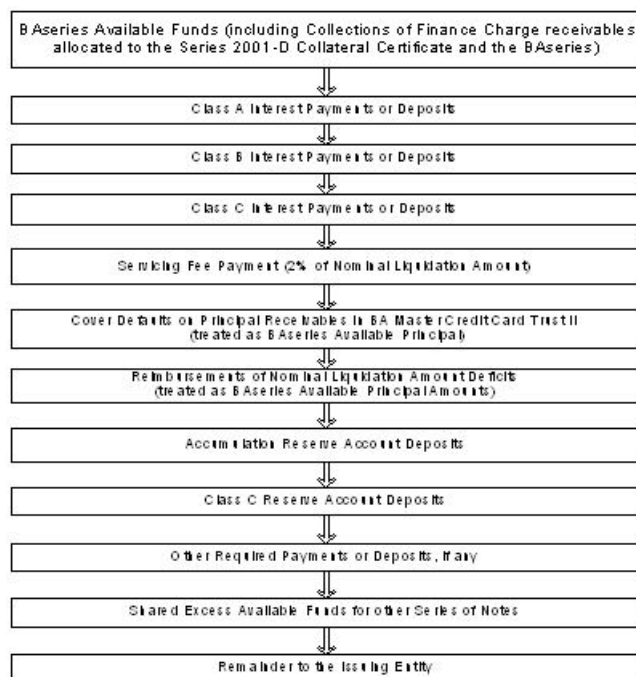 BAseries Available Funds (including Collections of Finance Charge receivables
allocated to the Series 2001-D Collateral Certificate and the BAseries)
Class A Interest Payments or Deposits
Class B Interest Payments or Deposits
Class C Interest Payments or Deposits
Servicing Fee Payment (2% of Nominal Liquidation Amount)
Cover Defaults on Principal Receivables in BA Master Credit Card Trust II
(treated as BAseries Available Principal)
Reimbursements of Nominal Liquidation Amount Deficits
(treated as BAseries Available Principal Amounts)
Accumulation Reserve Account Deposits
Class C Reserve Account Deposits
Other Required Payments or Deposits, if any
Shared Excess Available Funds for other Series of Notes
Remainder to the Issuing Entity